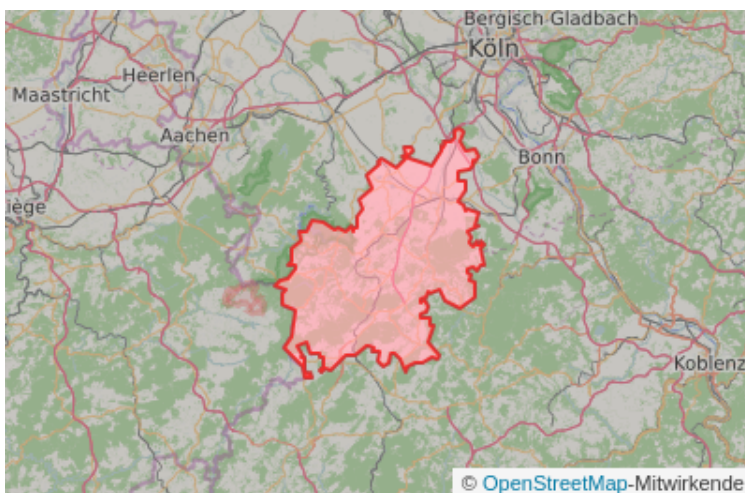 Bergisch Gladbach
Köln
Heerlen
Maastricht
Aachen
Bonn
iège
Koblenz
© OpenStreetMap-Mitwirkende